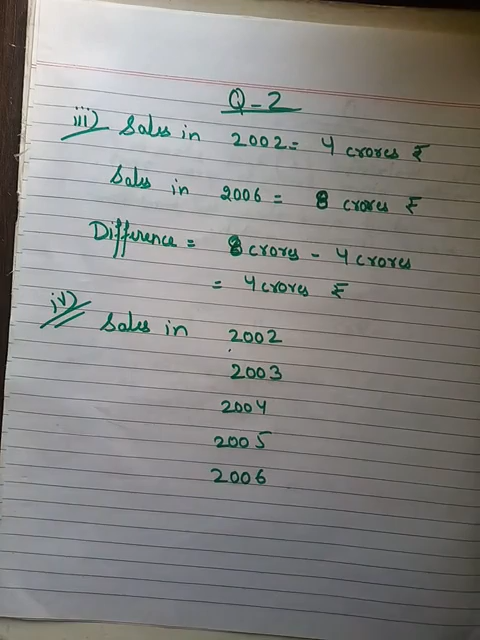 Q-2
iii) Sales in 2002 = 4 crores ₹
Sales in 2006 = 8 crores ₹
Difference = 8 crores - 4 crores
= 4 crores ₹
iv) Sales in 2002
2003
2004
2005
2006